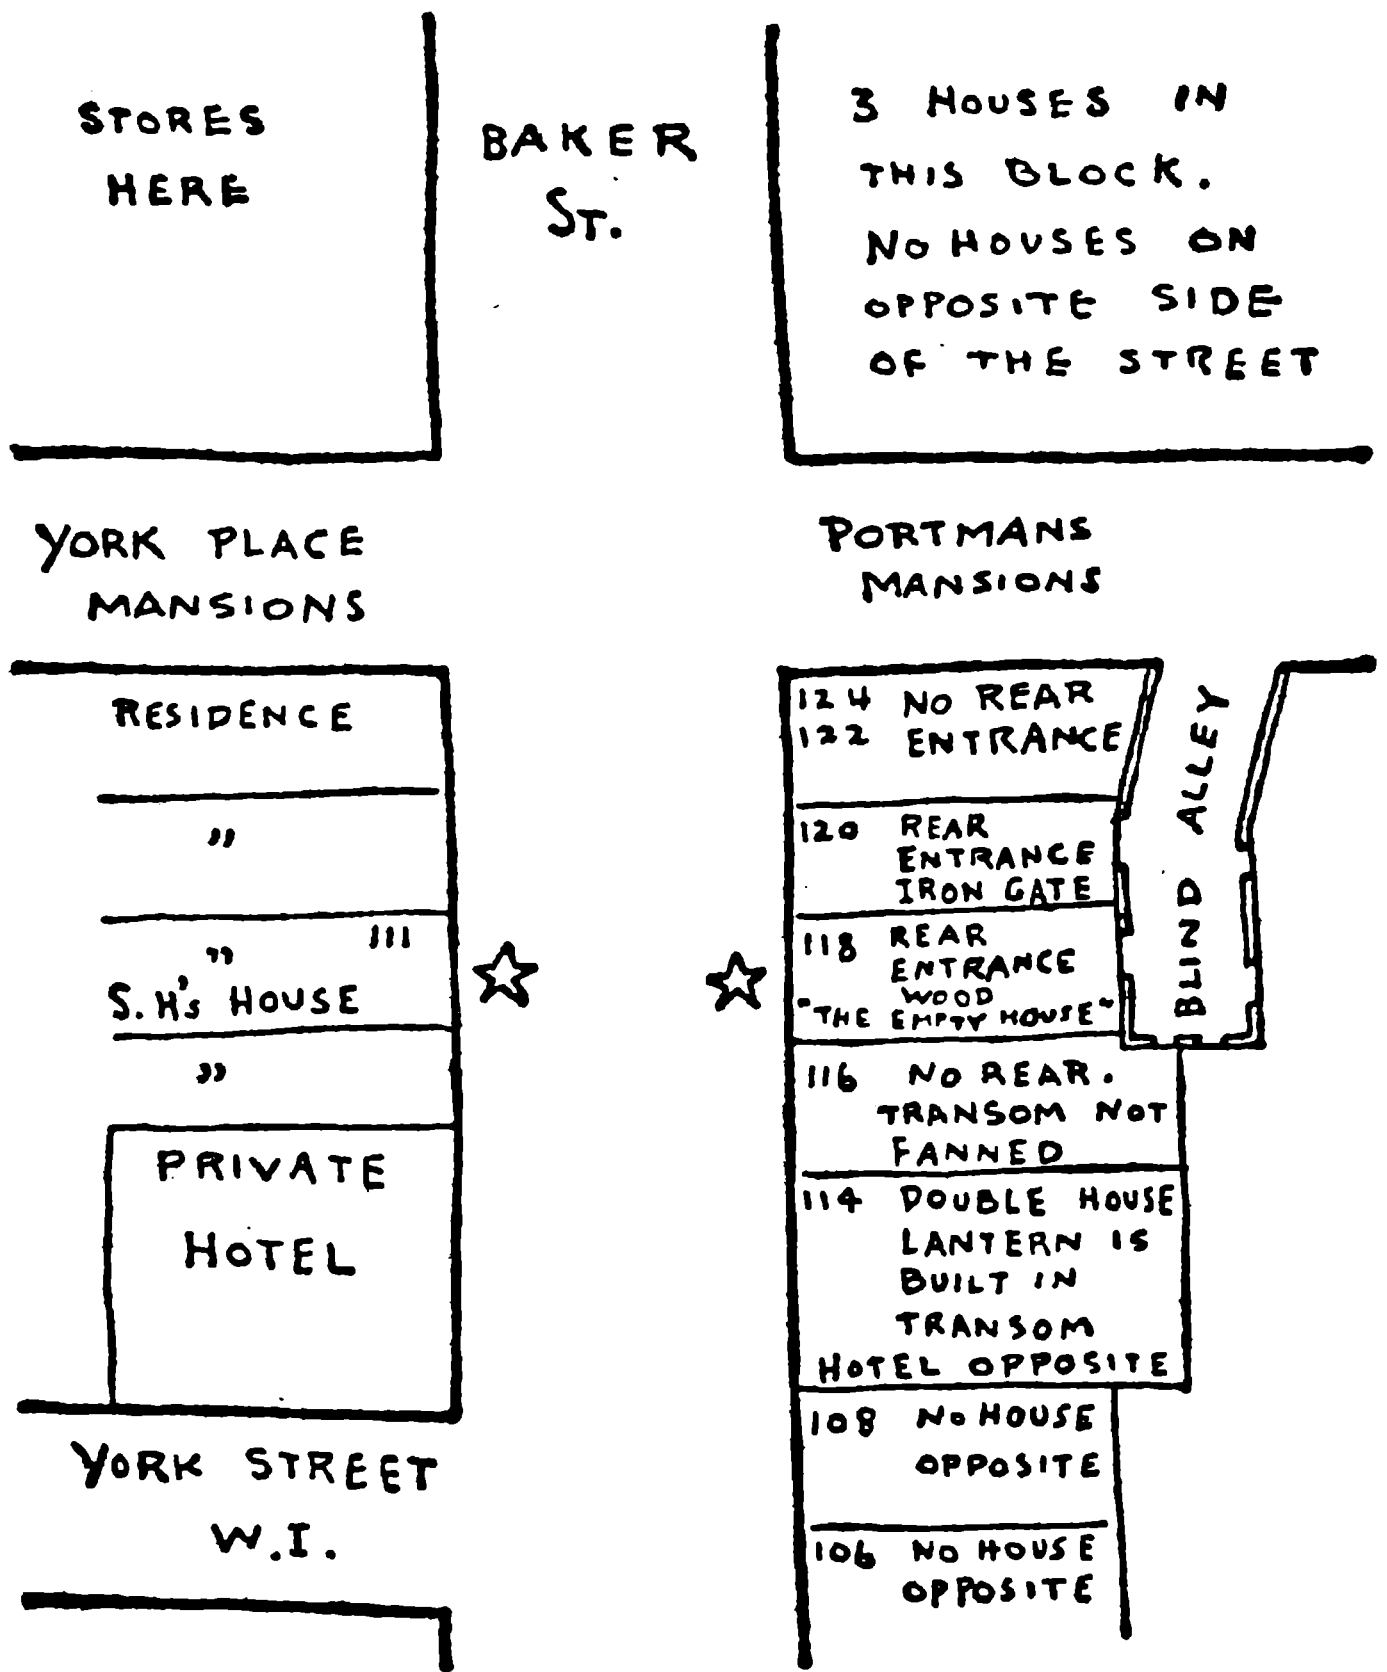 STORES
HERE
BAKER
ST.
3 HOUSES IN
THIS BLOCK.
NO HOUSES ON
OPPOSITE SIDE
OF THE STREET
YORK PLACE
MANSIONS
PORTMANS
MANSIONS
RESIDENCE
"
" 111
S. H's HOUSE
"
PRIVATE
HOTEL
YORK STREET
W.I.
124 NO REAR
122 ENTRANCE
120 REAR
ENTRANCE
IRON GATE
118 REAR
ENTRANCE
WOOD
"THE EMPTY HOUSE"
BLIND ALLEY
116 NO REAR.
TRANSOM NOT
FANNED
114 DOUBLE HOUSE
LANTERN IS
BUILT IN
TRANSOM
HOTEL OPPOSITE
108 NO HOUSE
OPPOSITE
106 NO HOUSE
OPPOSITE